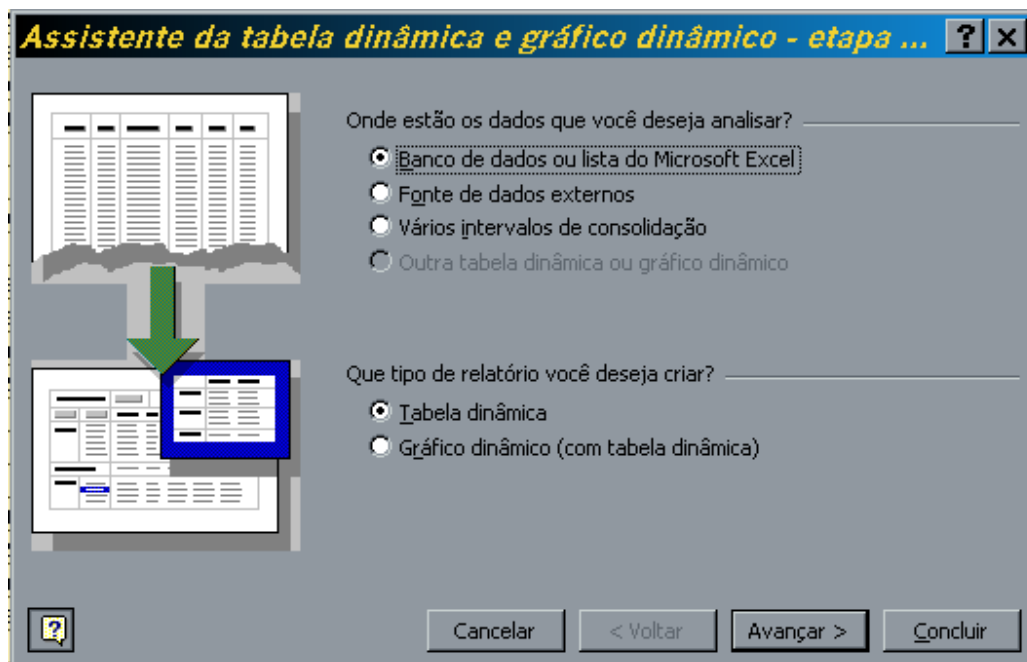 Assistente da tabela dinâmica e gráfico dinâmico - etapa ...
Onde estão os dados que você deseja analisar?
Banco de dados ou lista do Microsoft Excel
Fonte de dados externos
Vários intervalos de consolidação
Outra tabela dinâmica ou gráfico dinâmico
Que tipo de relatório você deseja criar?
Tabela dinâmica
Gráfico dinâmico (com tabela dinâmica)
Cancelar
< Voltar
Avançar >
Concluir